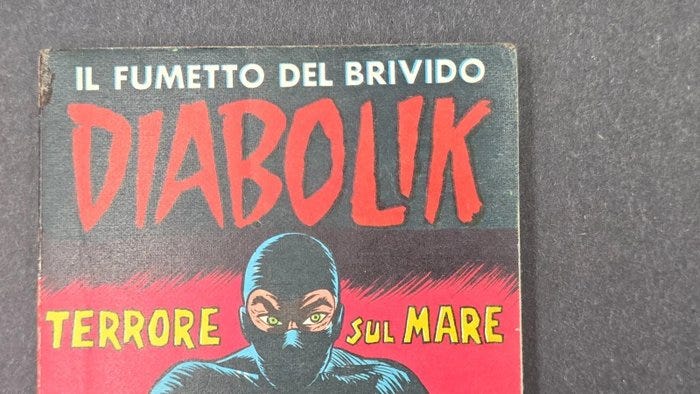 IL FUMETTO DEL BRIVIDO
DIABOLIK
TERRORE SUL MARE